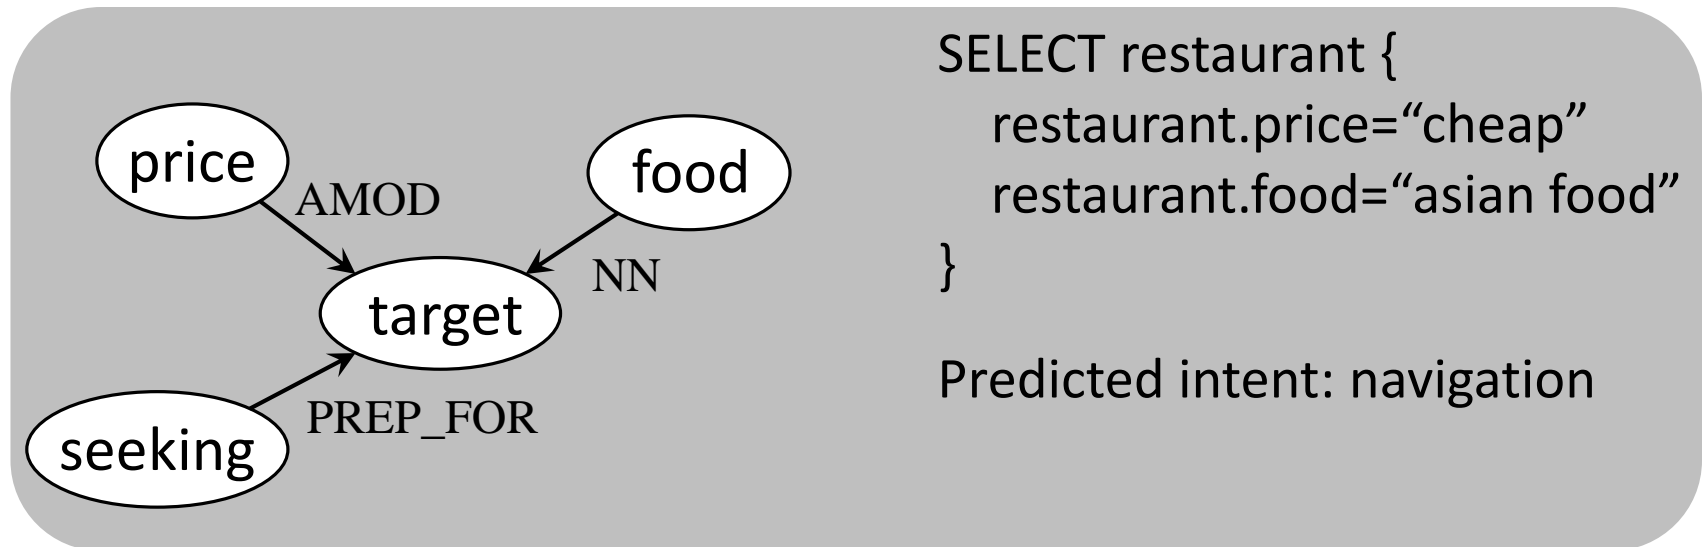 price
AMOD
food
NN
target
seeking
PREP_FOR
SELECT restaurant {
restaurant.price=“cheap”
restaurant.food=“asian food”
}
Predicted intent: navigation